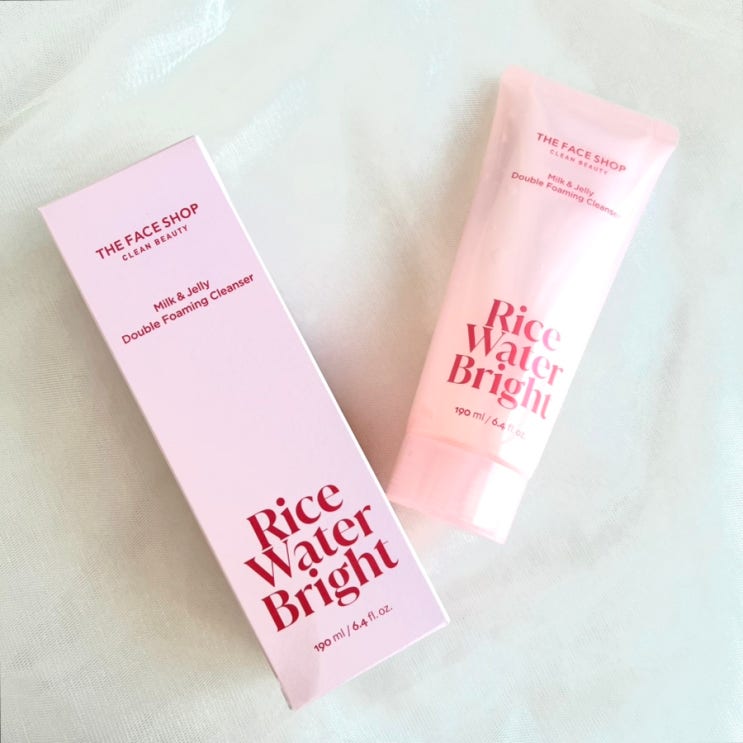 THE FACE SHOP
CLEAN BEAUTY
Milk & Jelly
Double Foaming Cleanser
Rice
Water
Bright
190 ml / 6.4 fl. oz.
THE FACE SHOP
CLEAN BEAUTY
Milk & Jelly
Double Foaming Cleanser
Rice
Water
Bright
190 ml / 6.4 fl. oz.